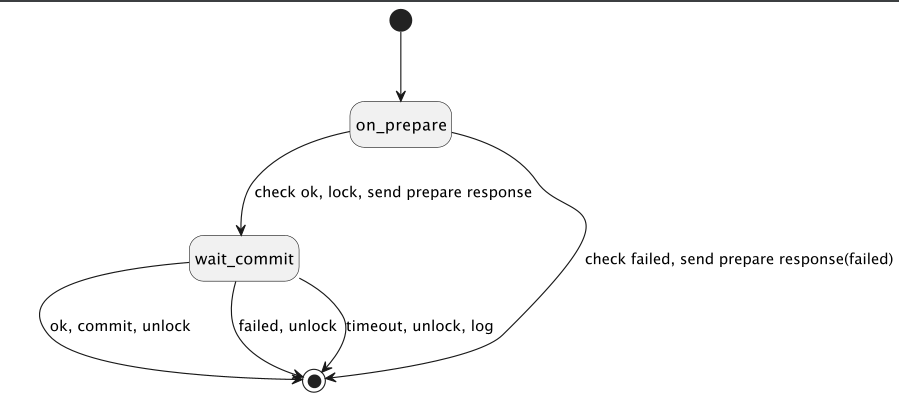 on_prepare
check ok, lock, send prepare response
wait_commit
check failed, send prepare response(failed)
ok, commit, unlock
failed, unlock
timeout, unlock, log